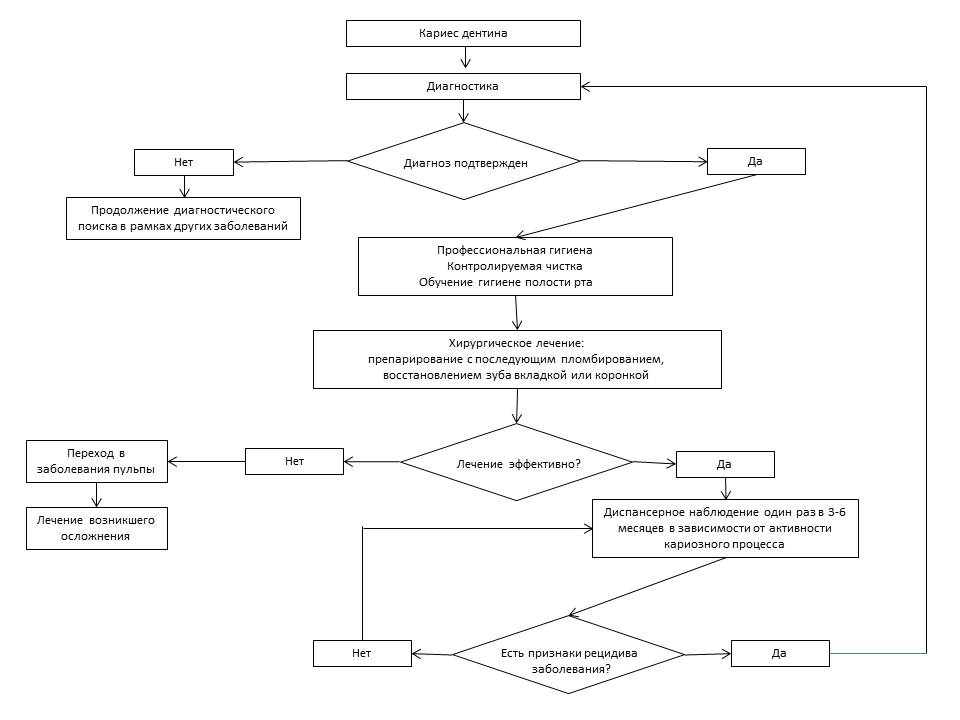 Кариес дентина
Диагностика
Диагноз подтвержден
Нет
Да
Продолжение диагностического
поиска в рамках других заболеваний
Профессиональная гигиена
Контролируемая чистка
Обучение гигиене полости рта
Хирургическое лечение:
препарирование с последующим пломбированием,
восстановлением зуба вкладкой или коронкой
Лечение эффективно?
Нет
Да
Переход в
заболевания пульпы
Лечение возникшего
осложнения
Диспансерное наблюдение один раз в 3-6
месяцев в зависимости от активности
кариозного процесса
Есть признаки рецидива
заболевания?
Нет
Да